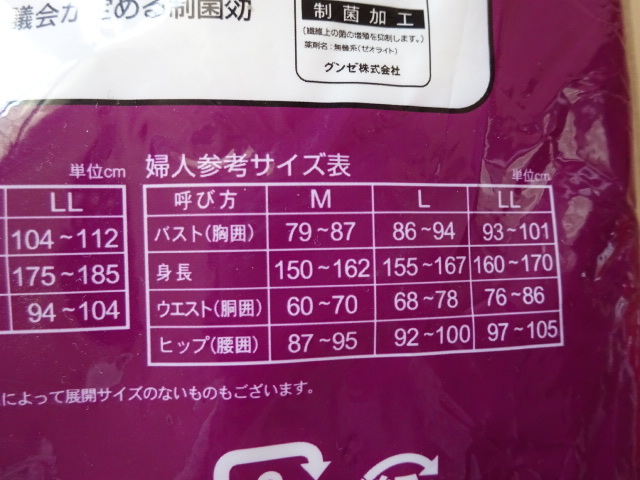 議会が定める制菌効
制菌加工
(繊維上の菌の増殖を抑制します。)
薬剤名:無機系(ゼオライト)
グンゼ株式会社
単位cm
LL
104~112
175~185
94~104
婦人参考サイズ表
単位cm
呼び方 M L LL
バスト(胸囲) 79~87 86~94 93~101
身長 150~162 155~167 160~170
ウエスト(胴囲) 60~70 68~78 76~86
ヒップ(腰囲) 87~95 92~100 97~105
によって展開サイズのないものもございます。